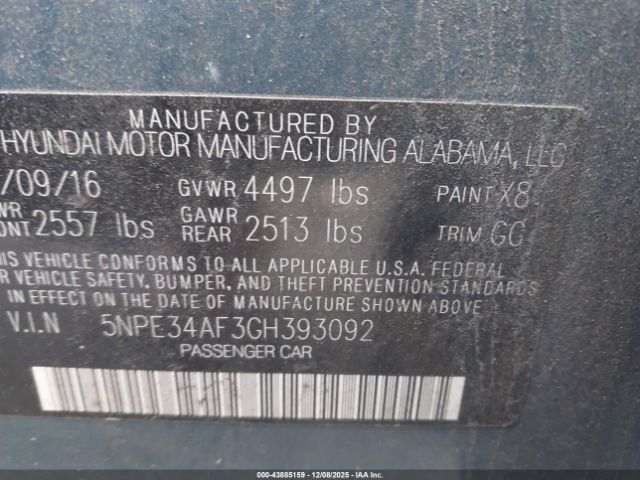 MANUFACTURED BY
HYUNDAI MOTOR MANUFACTURING ALABAMA, LLC
/09/16 GVWR 4497 lbs PAINT X8
WR
ONT 2557 lbs GAWR REAR 2513 lbs TRIM GG
THIS VEHICLE CONFORMS TO ALL APPLICABLE U.S.A. FEDERAL
R VEHICLE SAFETY, BUMPER, AND THEFT PREVENTION STANDARDS
IN EFFECT ON THE DATE OF MANUFACTURE SHOWN ABOVE.
V.I.N 5NPE34AF3GH393092
PASSENGER CAR
000-43885159 | 12/08/2025 | IAA Inc.